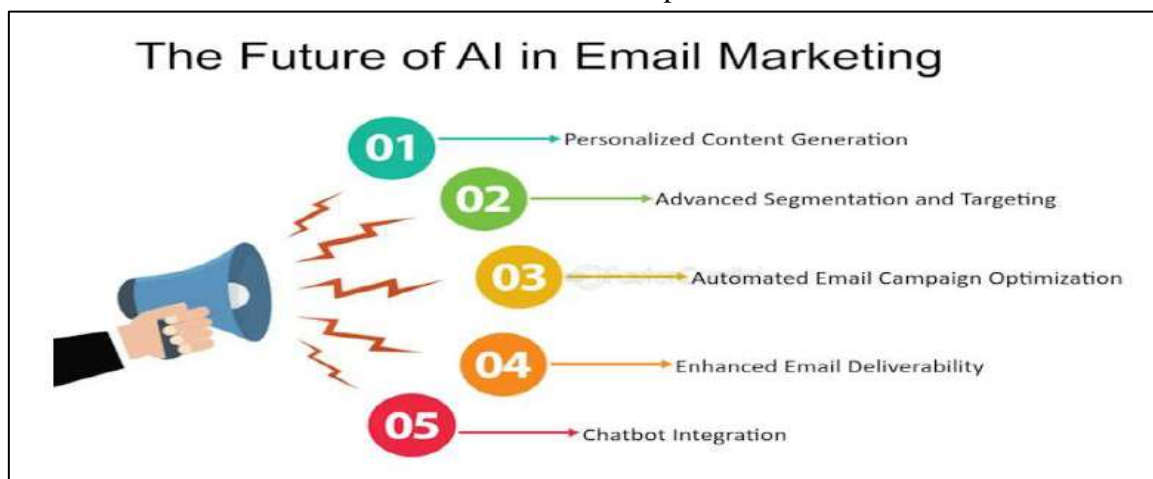 The Future of AI in Email Marketing
01 Personalized Content Generation
02 Advanced Segmentation and Targeting
03 Automated Email Campaign Optimization
04 Enhanced Email Deliverability
05 Chatbot Integration